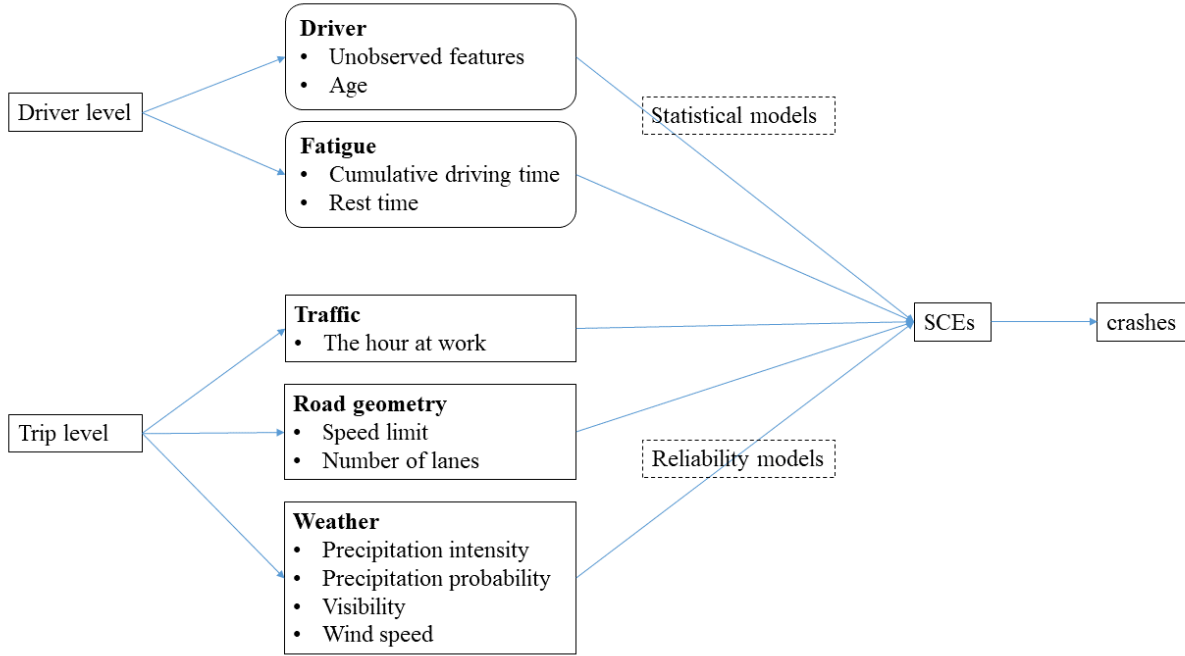 Driver level
Driver
• Unobserved features
• Age
Fatigue
• Cumulative driving time
• Rest time
Statistical models
Trip level
Traffic
• The hour at work
Road geometry
• Speed limit
• Number of lanes
Weather
• Precipitation intensity
• Precipitation probability
• Visibility
• Wind speed
Reliability models
SCEs
crashes